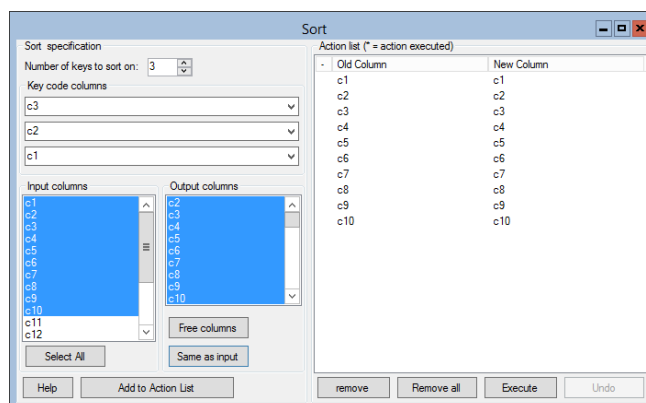 Sort
Sort specification
Number of keys to sort on: 3
Key code columns
c3
c2
c1
Input columns
c1
c2
c3
c4
c5
c6
c7
c8
c9
c10
c11
c12
Select All
Output columns
c2
c3
c4
c5
c6
c7
c8
c9
c10
Free columns
Same as input
Help
Add to Action List
Action list (* = action executed)
- Old Column New Column
c1 c1
c2 c2
c3 c3
c4 c4
c5 c5
c6 c6
c7 c7
c8 c8
c9 c9
c10 c10
remove
Remove all
Execute
Undo